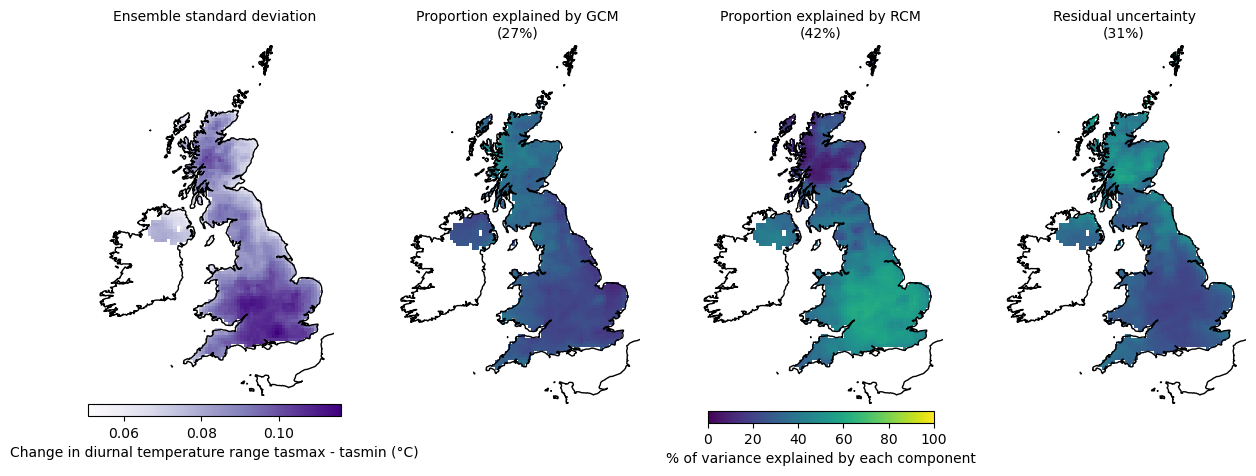 Ensemble standard deviation
Proportion explained by GCM
(27%)
Proportion explained by RCM
(42%)
Residual uncertainty
(31%)
0.06 0.08 0.10
Change in diurnal temperature range tasmax - tasmin (°C)
0 20 40 60 80 100
% of variance explained by each component